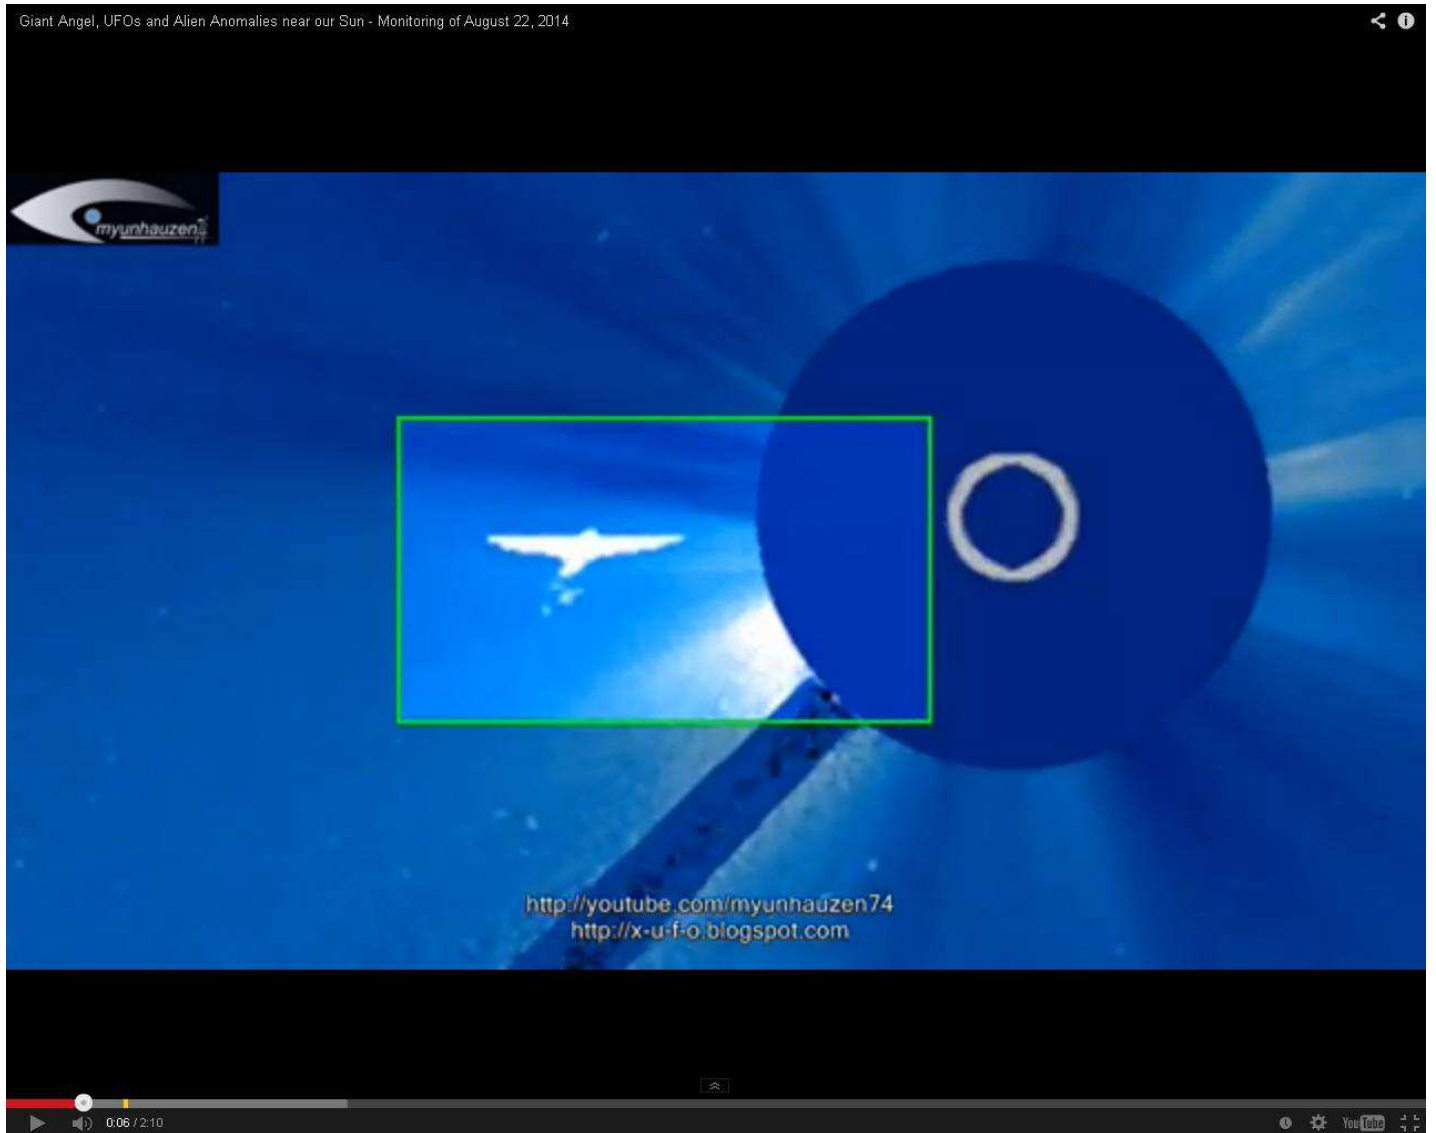 Giant Angel, UFOs and Alien Anomalies near our Sun - Monitoring of August 22, 2014
myunhauzen
http://youtube.com/myunhauzen74
http://x-u-f-o.blogspot.com
0:06 / 2:10
YouTube